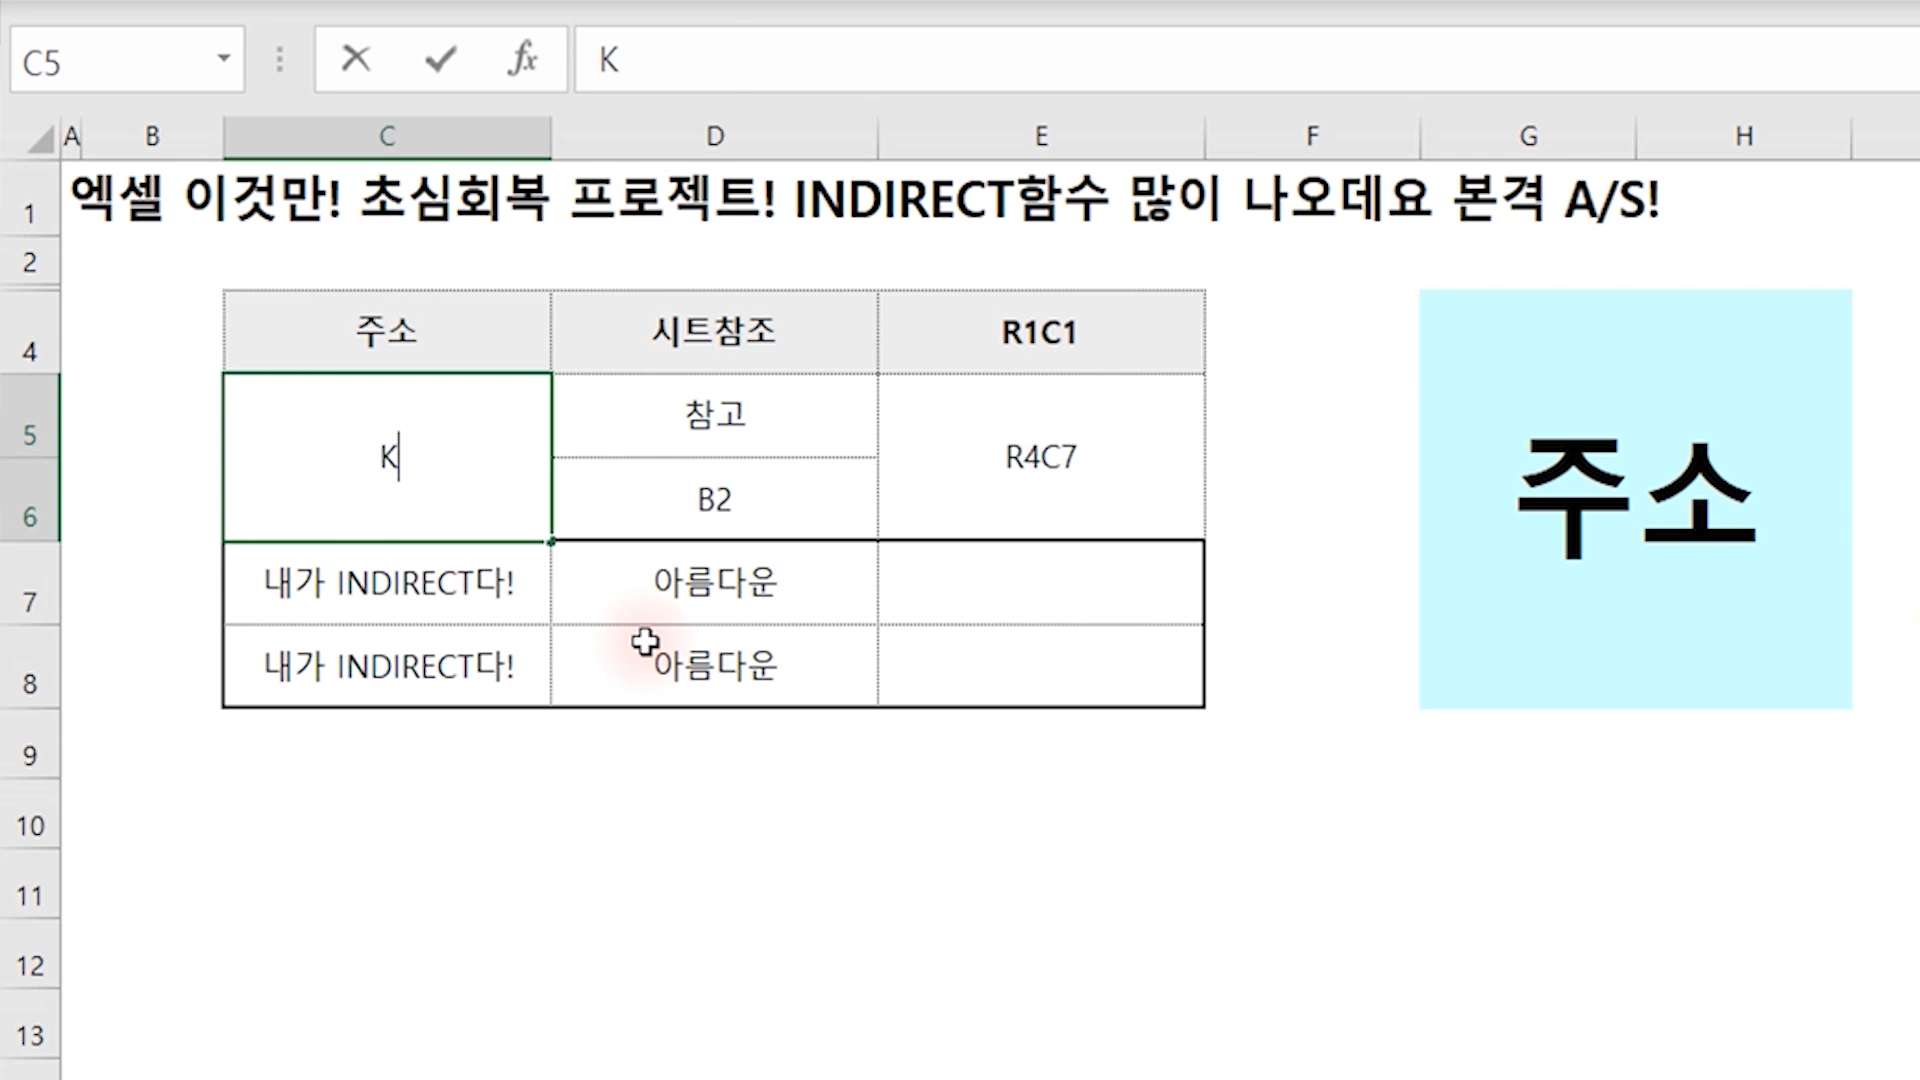 C5 fx K
A B C D E F G H
1 엑셀 이것만! 초심회복 프로젝트! INDIRECT함수 많이 나오데요 본격 A/S!
2
4 주소 시트참조 R1C1
5 참고
K R4C7
6 B2
주소
7 내가 INDIRECT다! 아름다운
8 내가 INDIRECT다! 아름다운
9
10
11
12
13